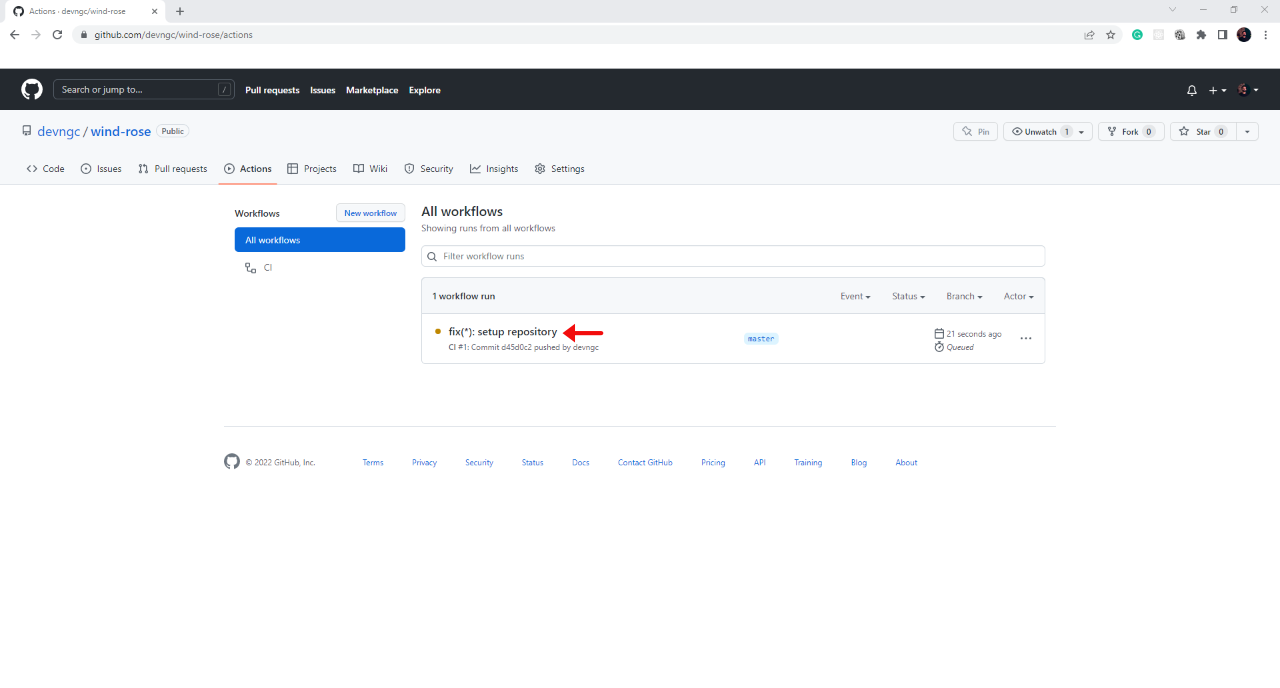 Actions · devngc/wind-rose
github.com/devngc/wind-rose/actions
Search or jump to... / Pull requests Issues Marketplace Explore
devngc / wind-rose Public Pin Unwatch 1 Fork 0 Star 0
Code Issues Pull requests Actions Projects Wiki Security Insights Settings
Workflows New workflow
All workflows
CI
All workflows
Showing runs from all workflows
Filter workflow runs
1 workflow run Event Status Branch Actor
fix(*): setup repository
CI #1: Commit d45d0c2 pushed by devngc
master
21 seconds ago
Queued
© 2022 GitHub, Inc. Terms Privacy Security Status Docs Contact GitHub Pricing API Training Blog About